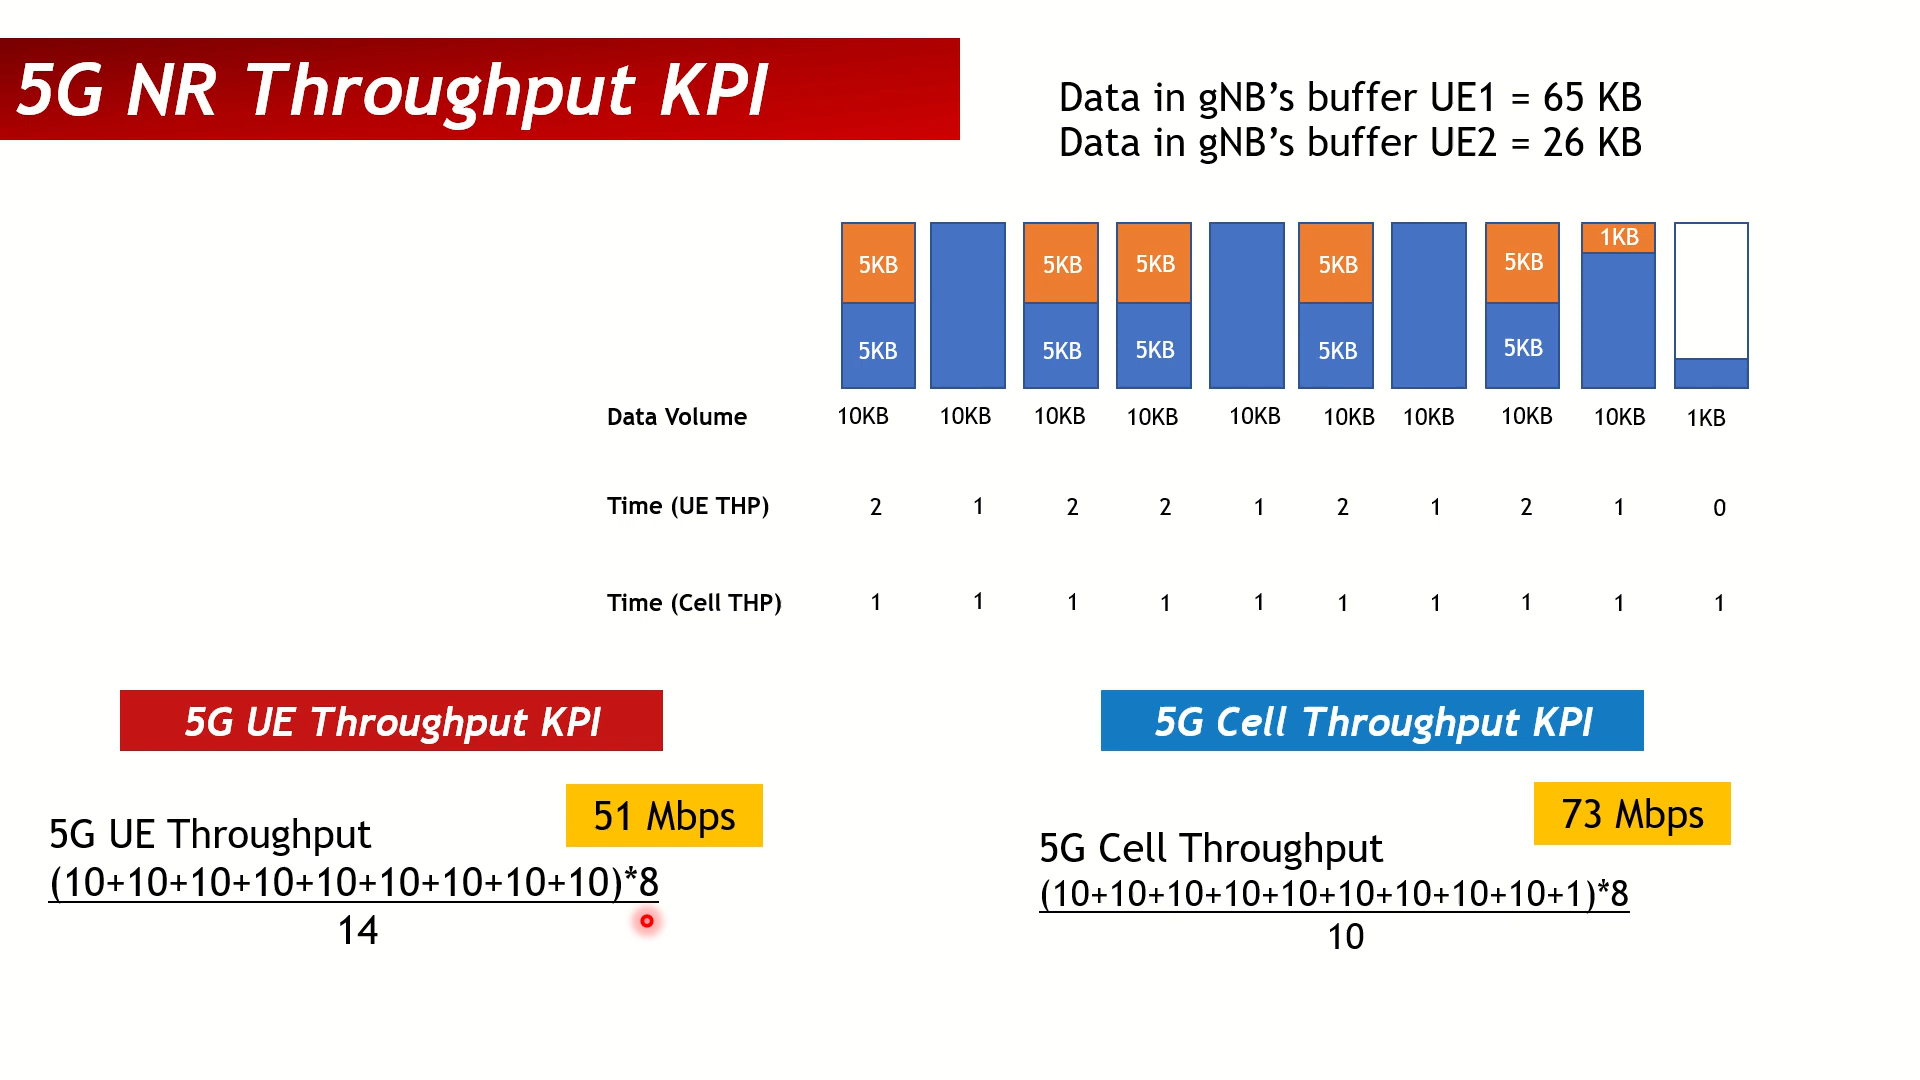 5G NR Throughput KPI
Data in gNB’s buffer UE1 = 65 KB
Data in gNB’s buffer UE2 = 26 KB
5KB 5KB 5KB 5KB 5KB 1KB
5KB 5KB 5KB 5KB 5KB
Data Volume 10KB 10KB 10KB 10KB 10KB 10KB 10KB 10KB 10KB 1KB
Time (UE THP) 2 1 2 2 1 2 1 2 1 0
Time (Cell THP) 1 1 1 1 1 1 1 1 1 1
5G UE Throughput KPI
51 Mbps
5G UE Throughput
(10+10+10+10+10+10+10+10+10)*8
14
5G Cell Throughput KPI
73 Mbps
5G Cell Throughput
(10+10+10+10+10+10+10+10+10+1)*8
10